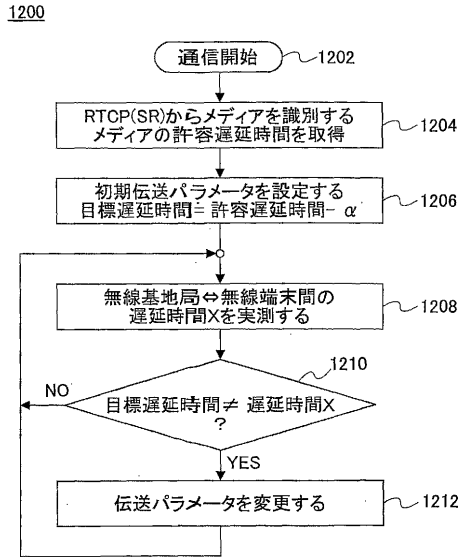 1200
通信開始
1202
RTCP(SR)からメディアを識別する
メディアの許容遅延時間を取得
1204
初期伝送パラメータを設定する
目標遅延時間= 許容遅延時間- α
1206
無線基地局⇔無線端末間の
遅延時間Xを実測する
1208
1210
NO
目標遅延時間≠ 遅延時間X
?
YES
伝送パラメータを変更する
1212